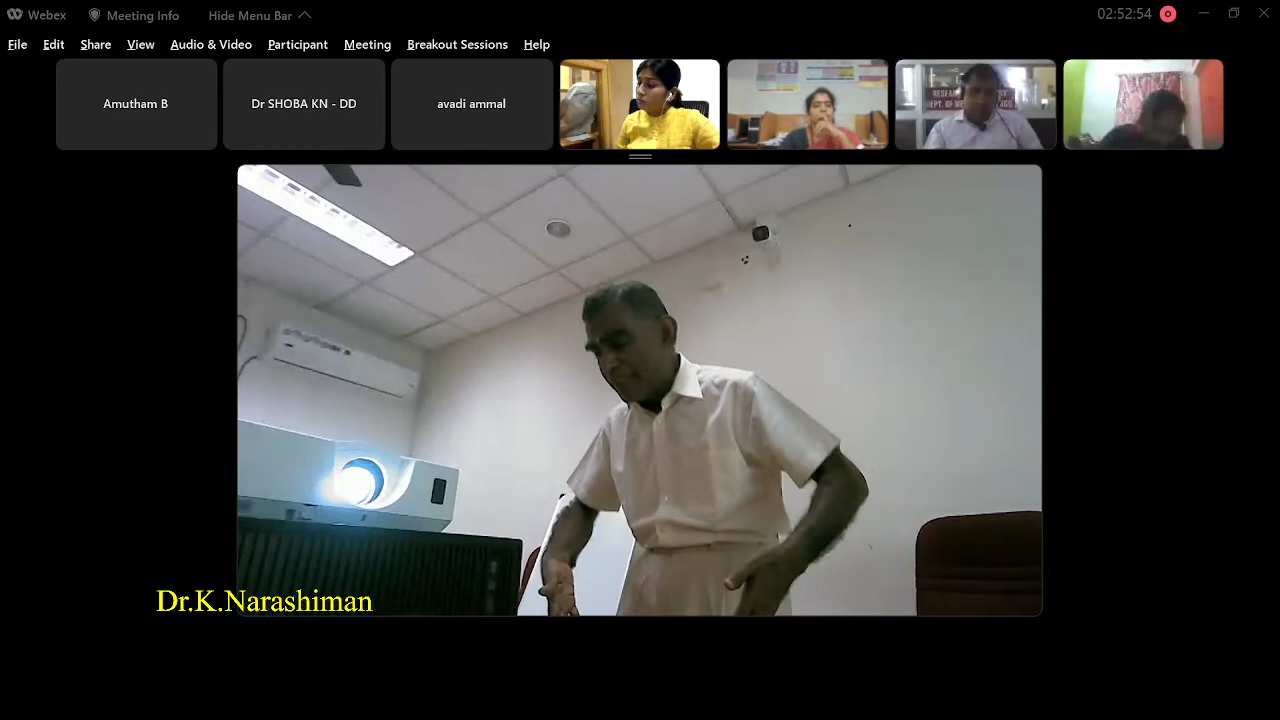 Webex Meeting Info Hide Menu Bar 02:52:54
File Edit Share View Audio & Video Participant Meeting Breakout Sessions Help
Amutham B Dr SHOBA KN - DD avadi ammal
Dr.K.Narashiman